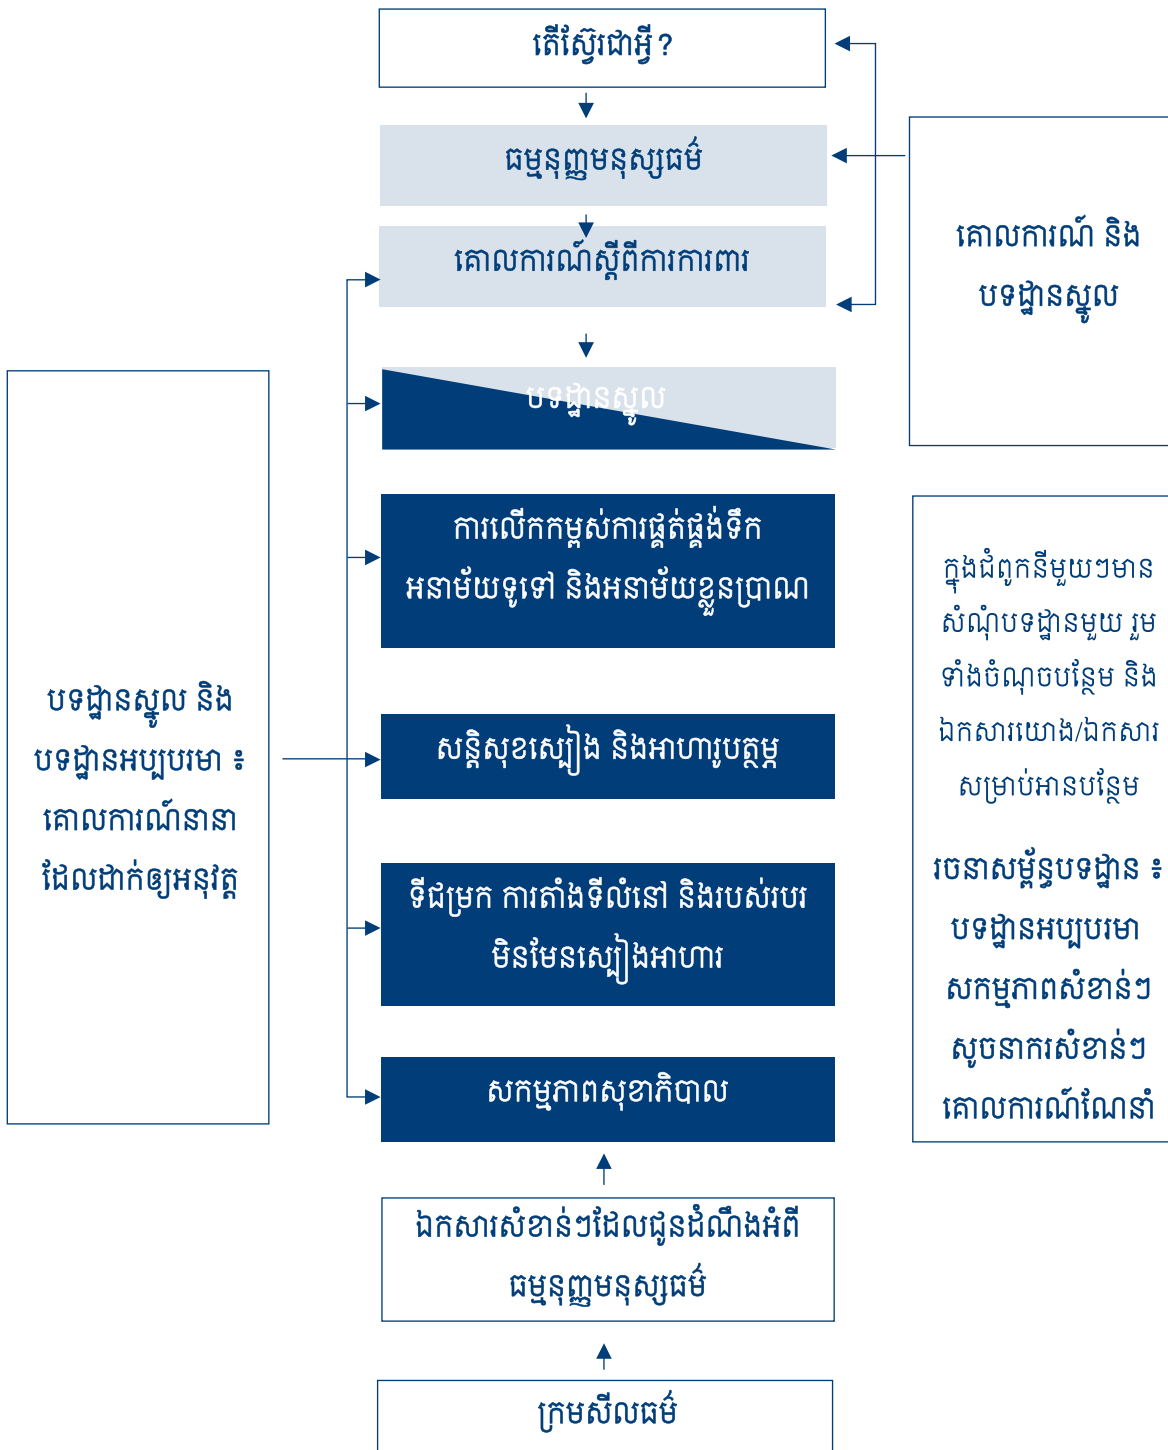 តើស្វ៊ែរជាអ្វី?
ធម្មនុញ្ញមនុស្សធម៌
គោលការណ៍ស្តីពីការការពារ
គោលការណ៍ និង
បទដ្ឋានស្នូល
បទដ្ឋានស្នូល
ការលើកកម្ពស់ការផ្គត់ផ្គង់ទឹក
អនាម័យទូទៅ និងអនាម័យខ្លួនប្រាណ
សន្តិសុខស្បៀង និងអាហារូបត្ថម្ភ
ទីជម្រក ការតាំងទីលំនៅ និងរបស់របរ
មិនមែនស្បៀងអាហារ
សកម្មភាពសុខាភិបាល
បទដ្ឋានស្នូល និង
បទដ្ឋានអប្បបរមា ៖
គោលការណ៍នានា
ដែលដាក់ឲ្យអនុវត្ត
ក្នុងជំពូកនីមួយៗមាន
សំណុំបទដ្ឋានមួយ រួម
ទាំងចំណុចបន្ថែម និង
ឯកសារយោង/ឯកសារ
សម្រាប់អានបន្ថែម
រចនាសម្ព័ន្ធបទដ្ឋាន ៖
បទដ្ឋានអប្បបរមា
សកម្មភាពសំខាន់ៗ
សូចនាករសំខាន់ៗ
គោលការណ៍ណែនាំ
ឯកសារសំខាន់ៗដែលជូនដំណឹងអំពី
ធម្មនុញ្ញមនុស្សធម៌
ក្រមសីលធម៌